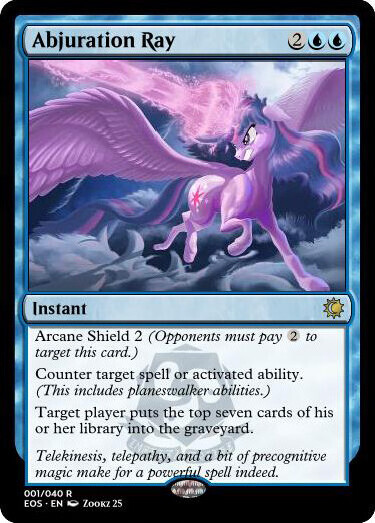 Abjuration Ray 2
Instant
Arcane Shield 2 (Opponents must pay 2 to
target this card.)
Counter target spell or activated ability.
(This includes planeswalker abilities.)
Target player puts the top seven cards of his
or her library into the graveyard.
Telekinesis, telepathy, and a bit of precognitive
magic make for a powerful spell indeed.
001/040 R
EOS • EN Zookz 25